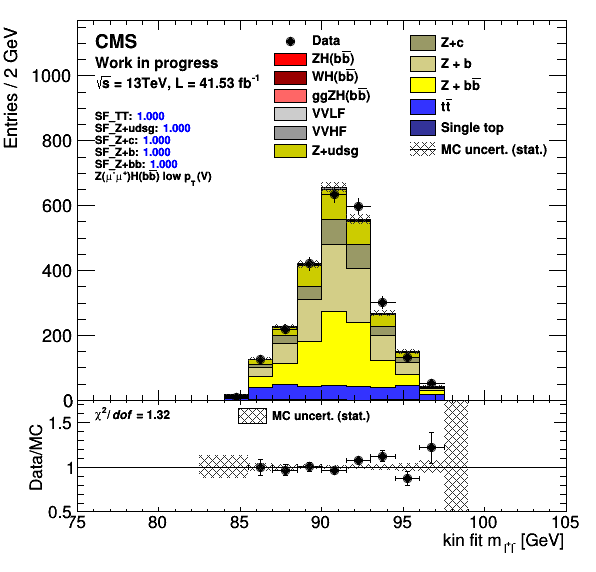 Entries / 2 GeV
1000
800
600
400
200
0
CMS
Work in progress
√s = 13TeV, L = 41.53 fb⁻¹
SF_TT: 1.000
SF_Z+udsg: 1.000
SF_Z+c: 1.000
SF_Z+b: 1.000
SF_Z+bb: 1.000
Z(μ⁻μ⁺)H(bb̅) low p_T(V)
Data
ZH(bb̅)
WH(bb̅)
ggZH(bb̅)
VVLF
VVHF
Z+udsg
Z+c
Z + b
Z + bb̅
tt̅
Single top
MC uncert. (stat.)
Data/MC
1.5
1
0.5
χ²/dof = 1.32
MC uncert. (stat.)
75 80 85 90 95 100 105
kin fit m_l⁺l⁻ [GeV]